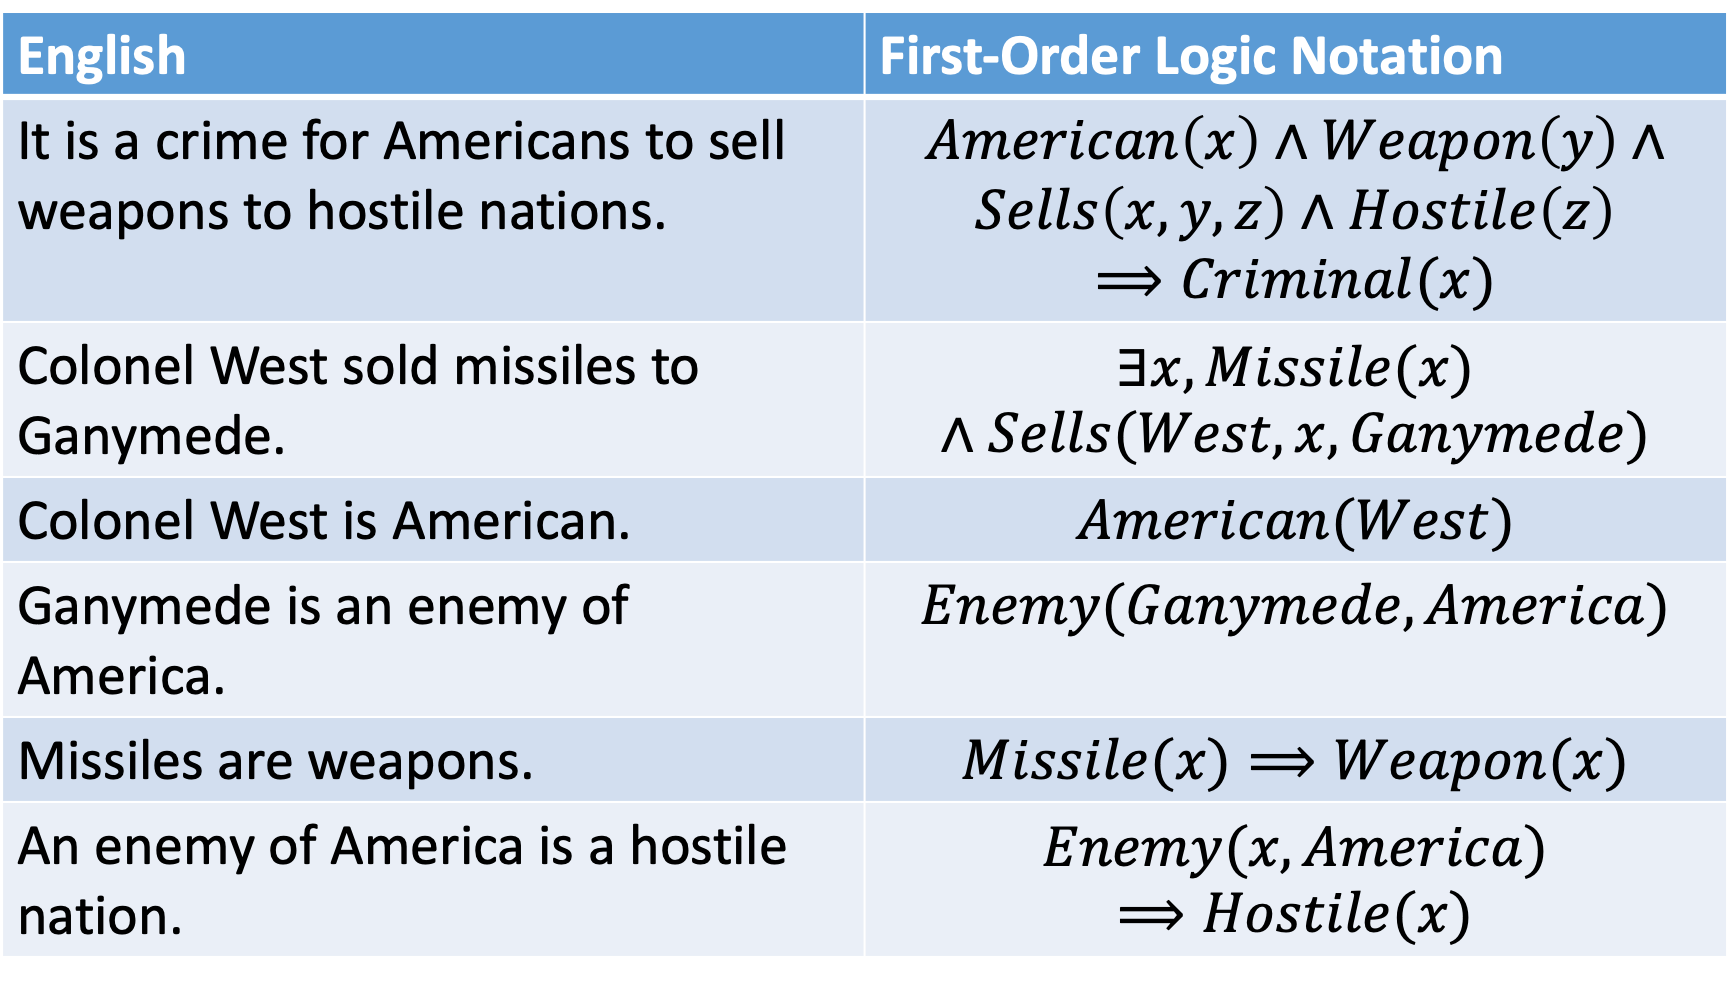 English
First-Order Logic Notation
It is a crime for Americans to sell
weapons to hostile nations.
American(x) ∧ Weapon(y) ∧
Sells(x, y, z) ∧ Hostile(z)
⟹ Criminal(x)
Colonel West sold missiles to
Ganymede.
∃x, Missile(x)
∧ Sells(West, x, Ganymede)
Colonel West is American.
American(West)
Ganymede is an enemy of
America.
Enemy(Ganymede, America)
Missiles are weapons.
Missile(x) ⟹ Weapon(x)
An enemy of America is a hostile
nation.
Enemy(x, America)
⟹ Hostile(x)